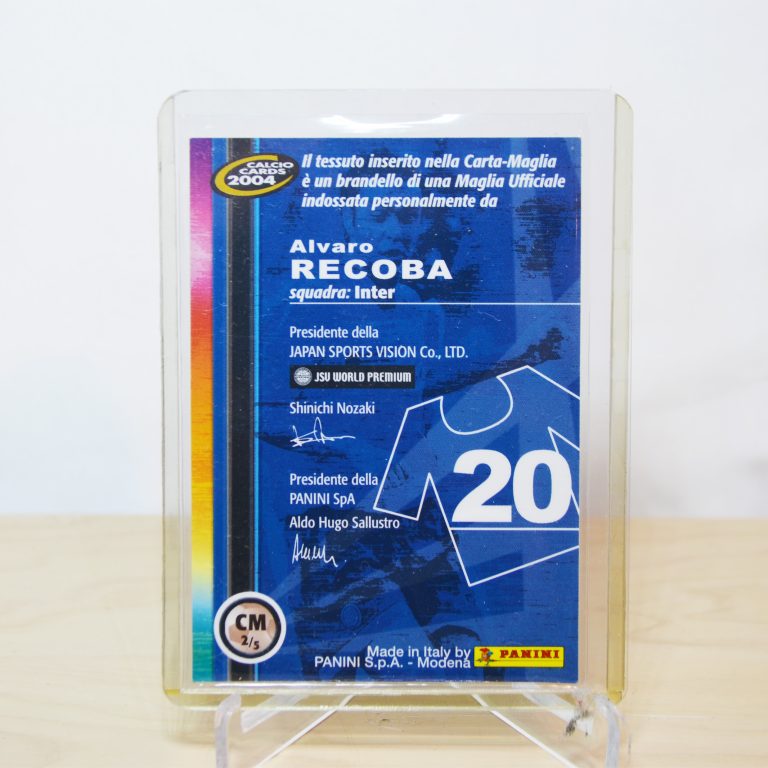 CALCIO
CARDS
2004
Il tessuto inserito nella Carta-Maglia
è un brandello di una Maglia Ufficiale
indossata personalmente da
Alvaro
RECOBA
squadra: Inter
Presidente della
JAPAN SPORTS VISION Co., LTD.
JSV WORLD PREMIUM
Shinichi Nozaki
Presidente della
PANINI SpA
Aldo Hugo Sallustro
20
CM
2/5
Made in Italy by
PANINI S.p.A. - Modena
PANINI